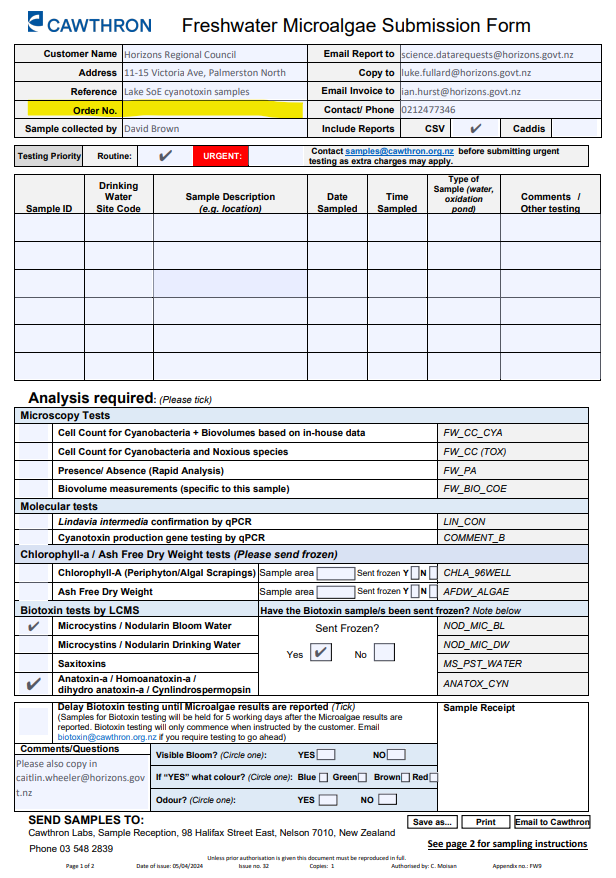 CAWTHRON Freshwater Microalgae Submission Form
Customer Name Horizons Regional Council Email Report to science.datarequests@horizons.govt.nz
Address 11-15 Victoria Ave, Palmerston North Copy to luke.fullard@horizons.govt.nz
Reference Lake SoE cyanotoxin samples Email Invoice to ian.hurst@horizons.govt.nz
Order No. Contact/ Phone 0212477346
Sample collected by David Brown Include Reports CSV ✔ Caddis
Testing Priority Routine: ✔ URGENT: Contact samples@cawthron.org.nz before submitting urgent
testing as extra charges may apply.
Sample ID Drinking Water Site Code Sample Description (e.g. location) Date Sampled Time Sampled Type of Sample (water, oxidation pond) Comments / Other testing
Analysis required: (Please tick)
Microscopy Tests
Cell Count for Cyanobacteria + Biovolumes based on in-house data FW_CC_CYA
Cell Count for Cyanobacteria and Noxious species FW_CC (TOX)
Presence/ Absence (Rapid Analysis) FW_PA
Biovolume measurements (specific to this sample) FW_BIO_COE
Molecular tests
Lindavia intermedia confirmation by qPCR LIN_CON
Cyanotoxin production gene testing by qPCR COMMENT_B
Chlorophyll-a / Ash Free Dry Weight tests (Please send frozen)
Chlorophyll-A (Periphyton/Algal Scrapings) Sample area Sent frozen Y N CHLA_96WELL
Ash Free Dry Weight Sample area Sent frozen Y N AFDW_ALGAE
Biotoxin tests by LCMS Have the Biotoxin sample/s been sent frozen? Note below
✔ Microcystins / Nodularin Bloom Water Sent Frozen? NOD_MIC_BL
Microcystins / Nodularin Drinking Water Yes ✔ No NOD_MIC_DW
Saxitoxins MS_PST_WATER
✔ Anatoxin-a / Homoanatoxin-a /
dihydro anatoxin-a / Cynlindrospermopsin ANATOX_CYN
Delay Biotoxin testing until Microalgae results are reported (Tick) Sample Receipt
(Samples for Biotoxin testing will be held for 5 working days after the Microalgae results are
reported. Biotoxin testing will only commence when instructed by the customer. Email
biotoxin@cawthron.org.nz if you require testing to go ahead)
Comments/Questions
Please also copy in
caitlin.wheeler@horizons.gov
t.nz
Visible Bloom? (Circle one): YES NO
If “YES” what colour? (Circle one): Blue Green Brown Red
Odour? (Circle one): YES NO
SEND SAMPLES TO: Save as... Print Email to Cawthron
Cawthron Labs, Sample Reception, 98 Halifax Street East, Nelson 7010, New Zealand
Phone 03 548 2839 See page 2 for sampling instructions
Unless prior authorisation is given this document must be reproduced in full.
Page 1 of 2 Date of issue: 05/04/2024 Issue no. 32 Copies: 1 Authorised by: C. Moisan Appendix no.: FW9